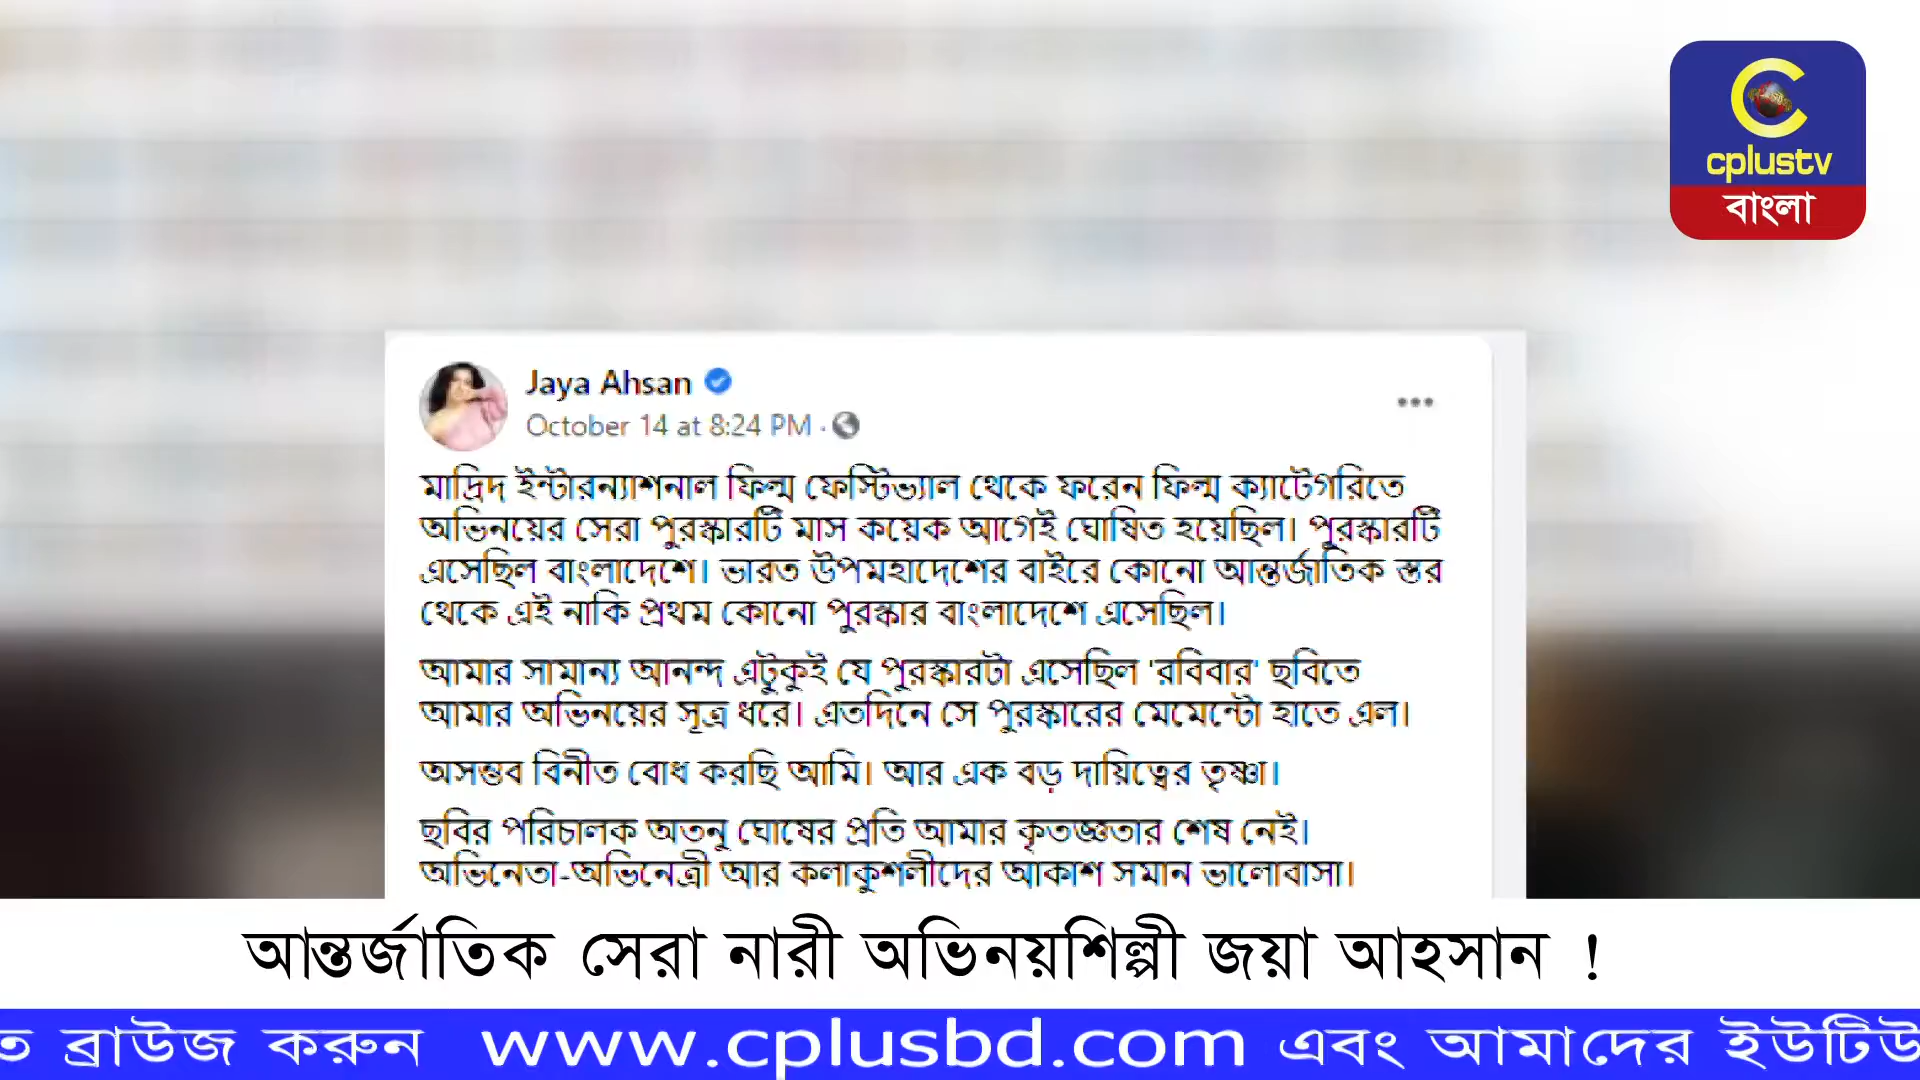 cplustv
বাংলা
Jaya Ahsan
October 14 at 8:24 PM ·
মাদ্রিদ ইন্টারন্যাশনাল ফিল্ম ফেস্টিভ্যাল থেকে ফরেন ফিল্ম ক্যাটেগরিতে
অভিনয়ের সেরা পুরস্কারটি মাস কয়েক আগেই ঘোষিত হয়েছিল। পুরস্কারটি
এসেছিল বাংলাদেশে। ভারত উপমহাদেশের বাইরে কোনো আন্তর্জাতিক স্তর
থেকে এই নাকি প্রথম কোনো পুরস্কার বাংলাদেশে এসেছিল।
আমার সামান্য আনন্দ এটুকুই যে পুরস্কারটা এসেছিল 'রবিবার' ছবিতে
আমার অভিনয়ের সূত্র ধরে। এতদিনে সে পুরস্কারের মেমেন্টো হাতে এল।
অসম্ভব বিনীত বোধ করছি আমি। আর এক বড় দায়িত্বের তৃষ্ণা।
ছবির পরিচালক অতনু ঘোষের প্রতি আমার কৃতজ্ঞতার শেষ নেই।
অভিনেতা-অভিনেত্রী আর কলাকুশলীদের আকাশ সমান ভালোবাসা।
আন্তর্জাতিক সেরা নারী অভিনয়শিল্পী জয়া আহসান !
ত ব্রাউজ করুন www.cplusbd.com এবং আমাদের ইউটিউ